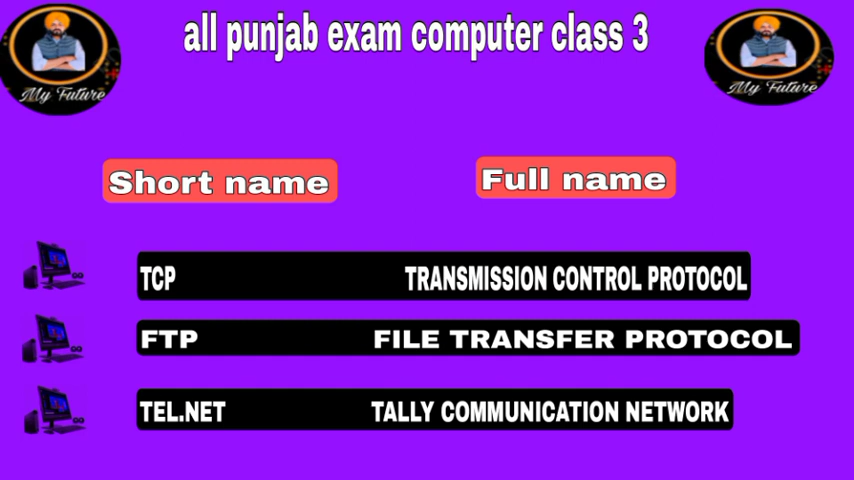 all punjab exam computer class 3
My Future
My Future
Short name Full name
TCP TRANSMISSION CONTROL PROTOCOL
FTP FILE TRANSFER PROTOCOL
TEL.NET TALLY COMMUNICATION NETWORK